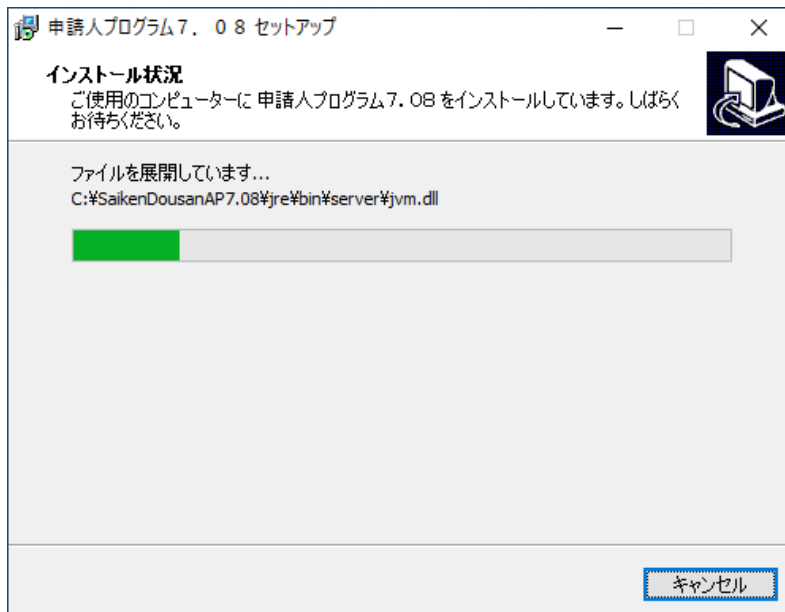 申請人プログラム７．０８ セットアップ
インストール状況
ご使用のコンピューターに 申請人プログラム７．０８ をインストールしています。しばらく
お待ちください。
ファイルを展開しています...
C:¥SaikenDousanAP7.08¥jre¥bin¥server¥jvm.dll
キャンセル